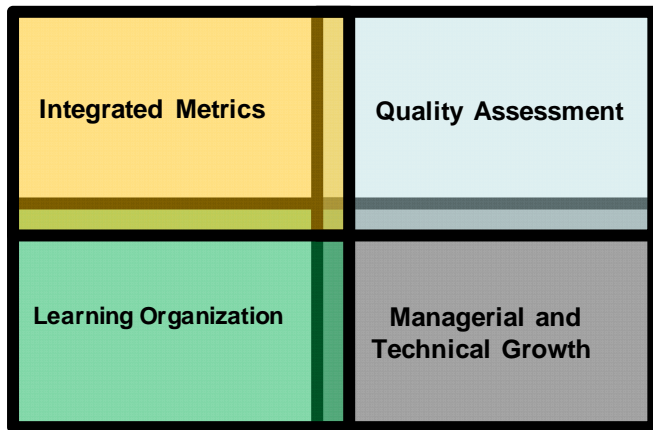 Integrated Metrics
Quality Assessment
Learning Organization
Managerial and
Technical Growth